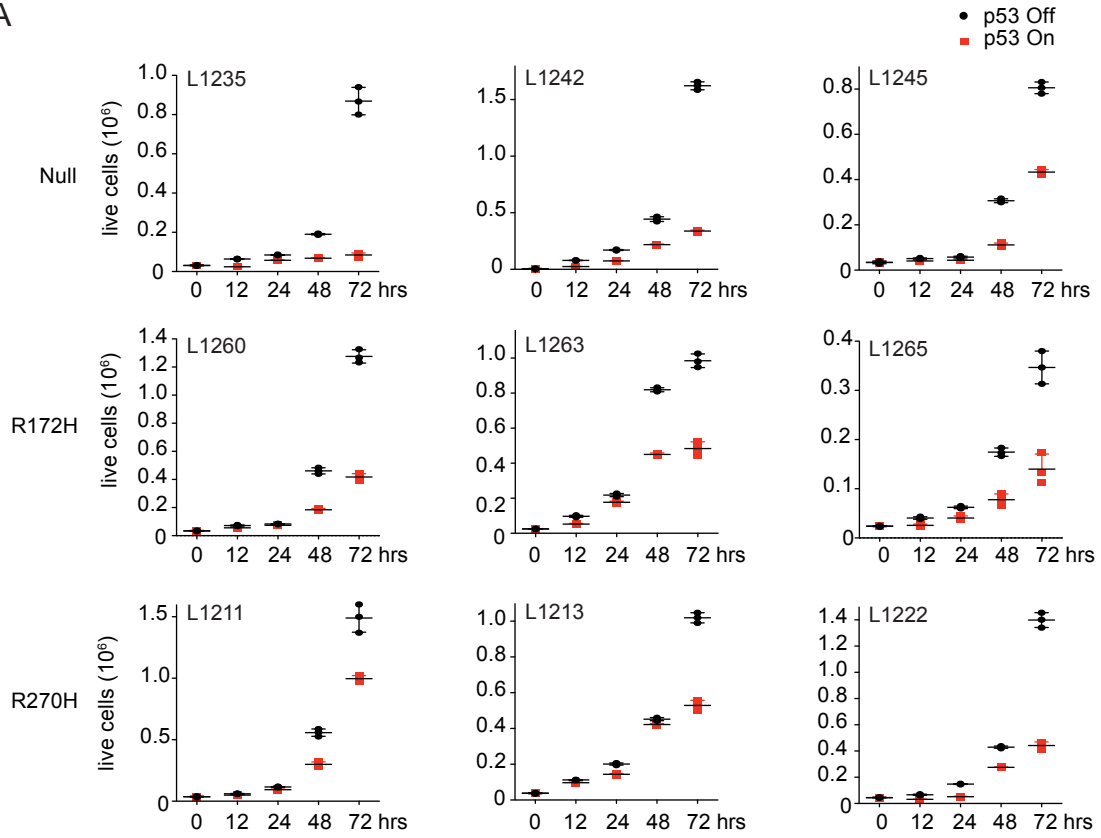 A
p53 Off
p53 On
Null
live cells (10⁶)
L1235
1.0
0.8
0.6
0.4
0.2
0
0 12 24 48 72 hrs
L1242
1.5
1.0
0.5
0
0 12 24 48 72 hrs
L1245
0.8
0.6
0.4
0.2
0
0 12 24 48 72 hrs
R172H
live cells (10⁶)
L1260
1.4
1.2
1.0
0.8
0.6
0.4
0.2
0
0 12 24 48 72 hrs
L1263
1.0
0.8
0.6
0.4
0.2
0
0 12 24 48 72 hrs
L1265
0.4
0.3
0.2
0.1
0
0 12 24 48 72 hrs
R270H
live cells (10⁶)
L1211
1.5
1.0
0.5
0
0 12 24 48 72 hrs
L1213
1.0
0.8
0.6
0.4
0.2
0
0 12 24 48 72 hrs
L1222
1.4
1.2
1.0
0.8
0.6
0.4
0.2
0
0 12 24 48 72 hrs